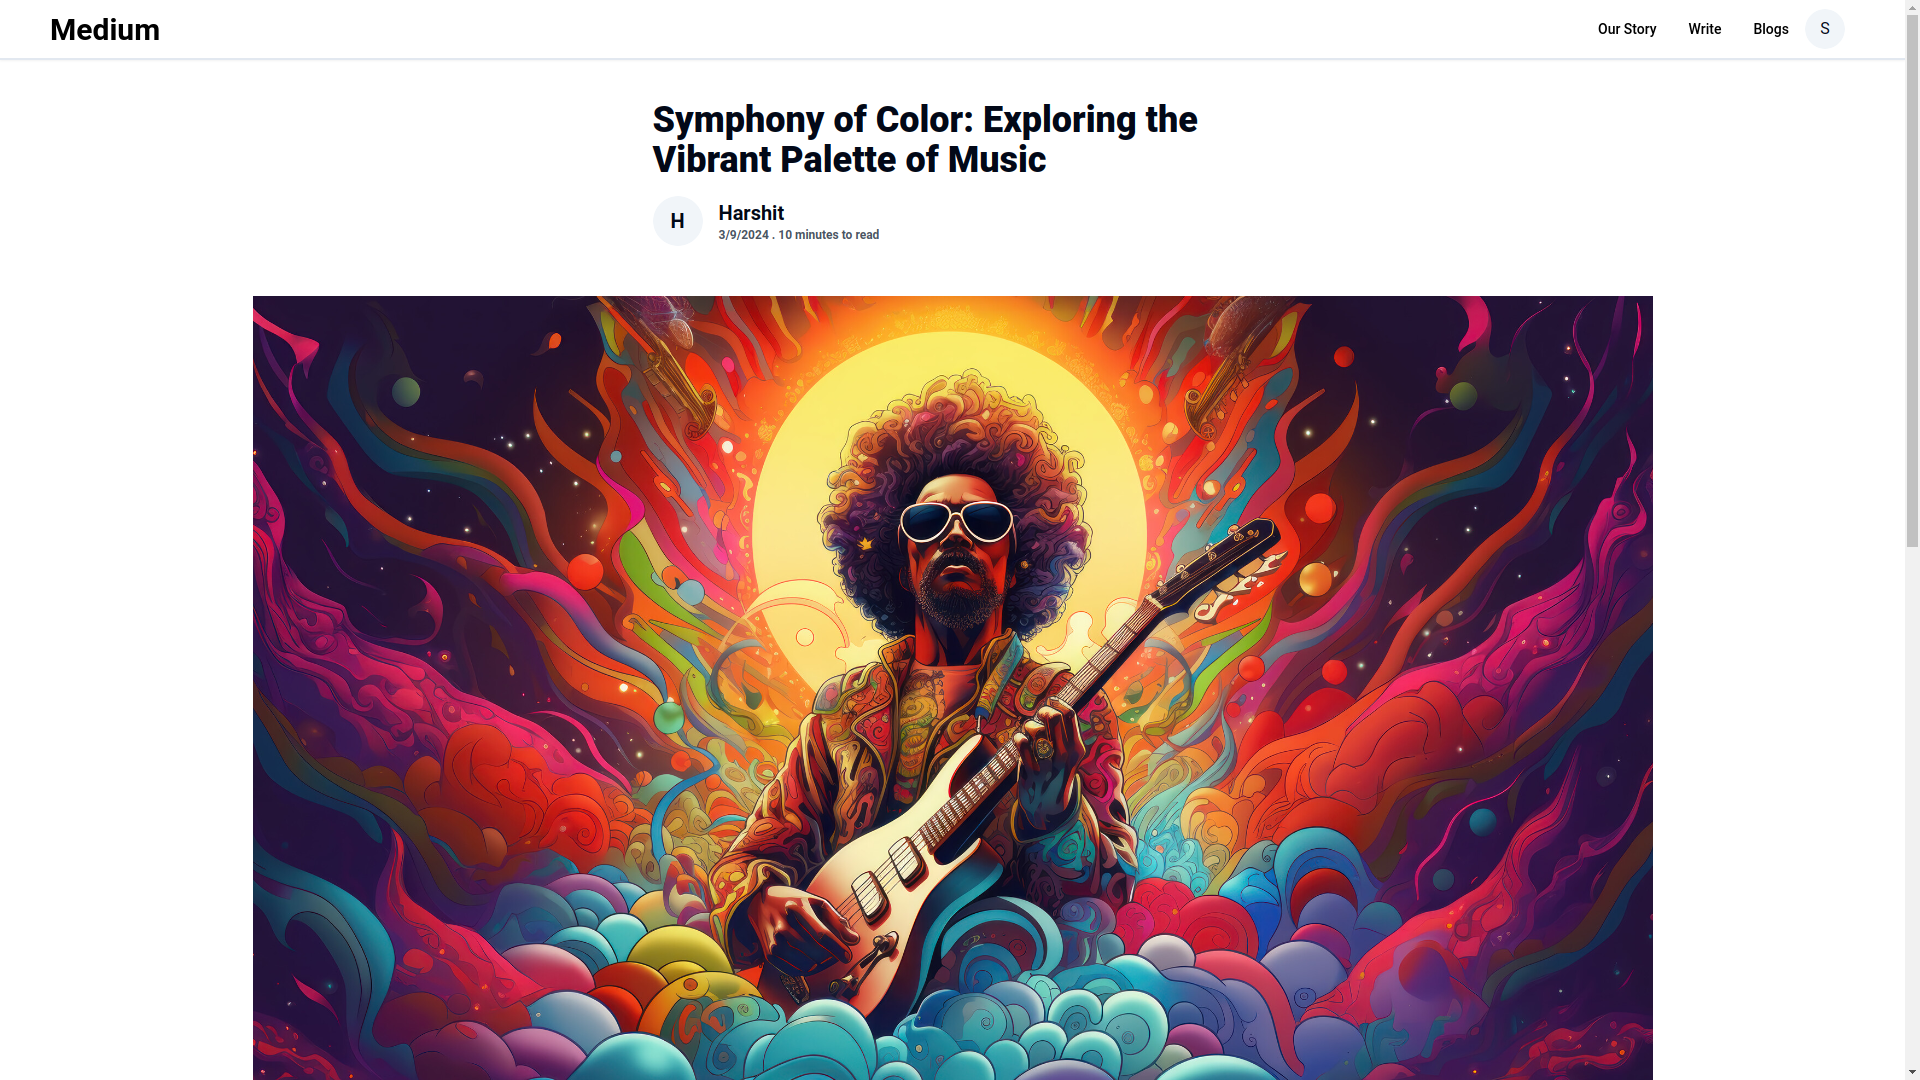 Medium
Our Story
Write
Blogs
S
Symphony of Color: Exploring the
Vibrant Palette of Music
H
Harshit
3/9/2024 . 10 minutes to read